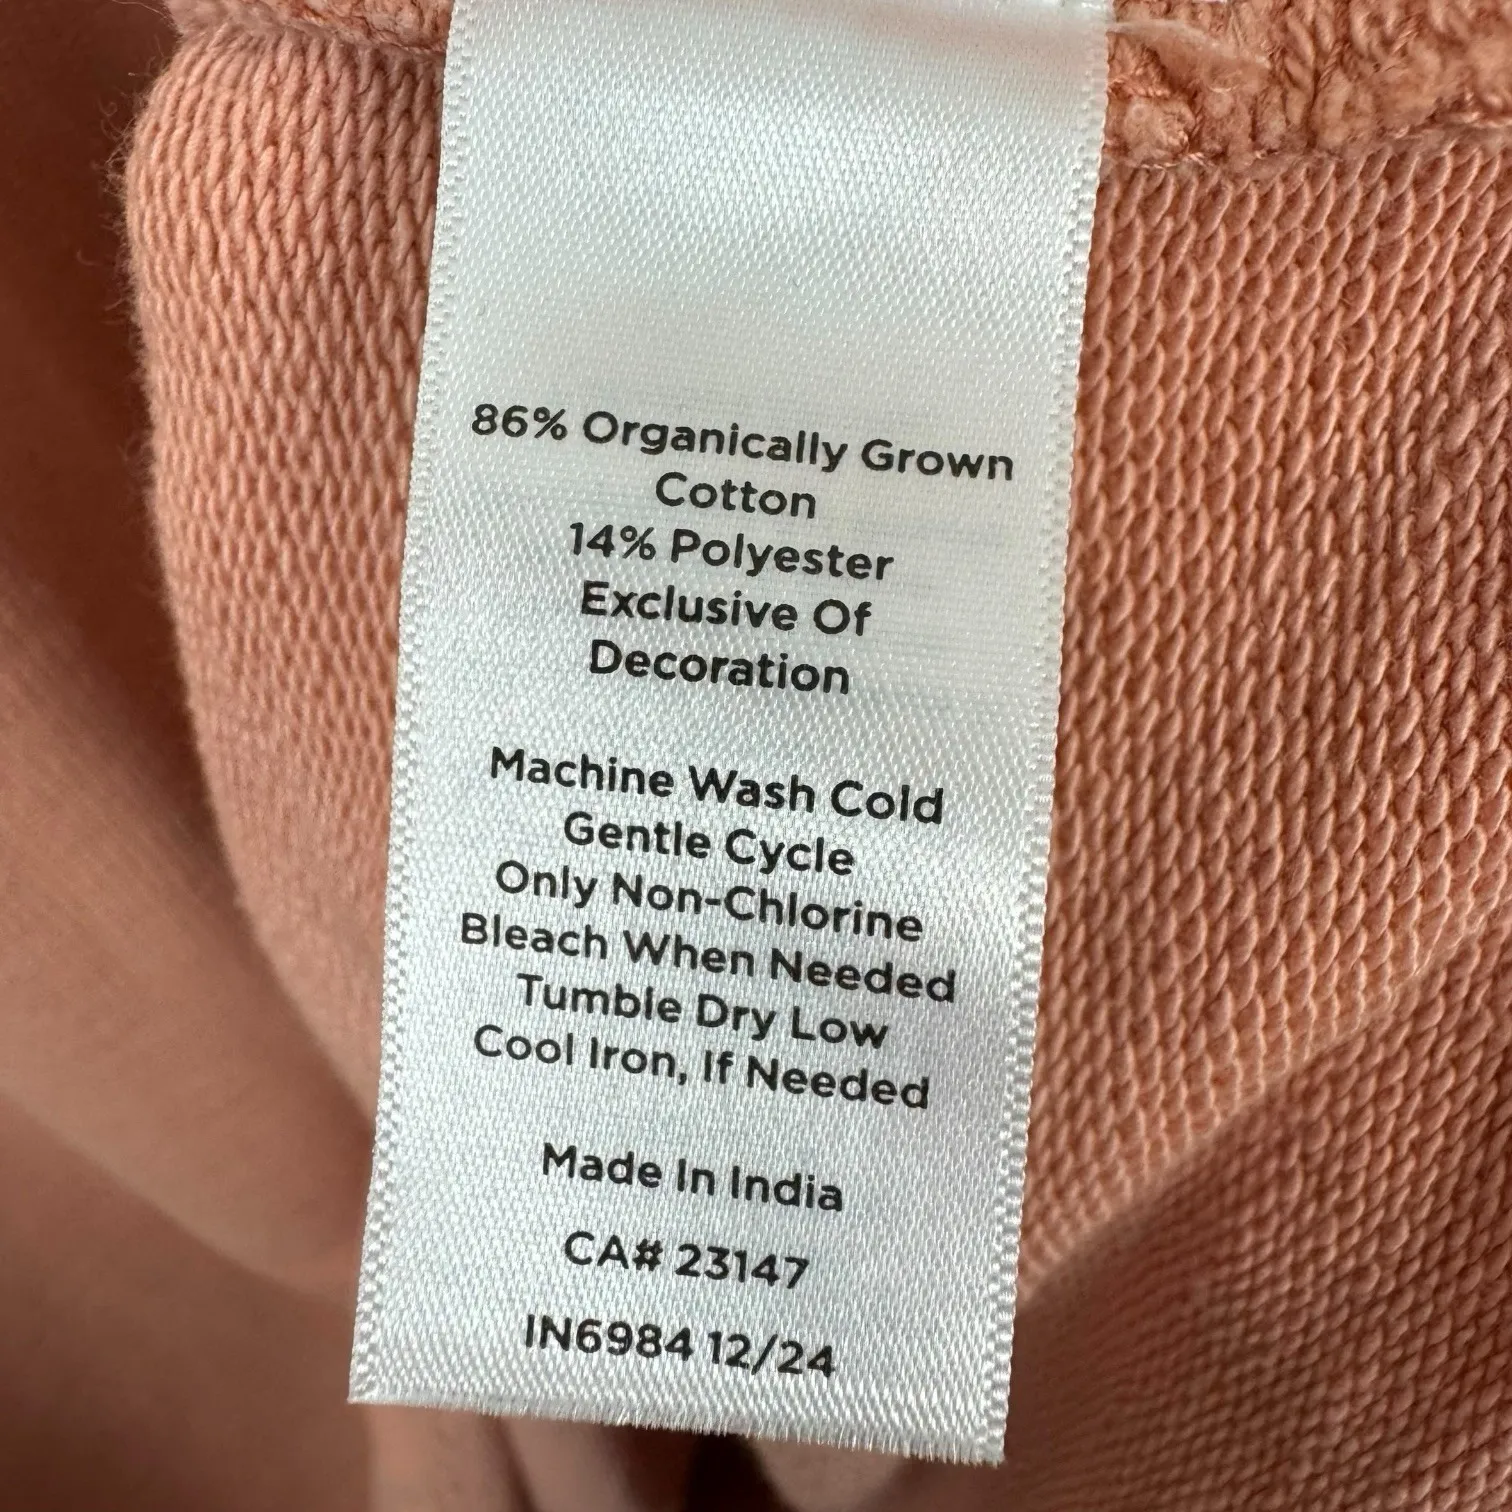 86% Organically Grown
Cotton
14% Polyester
Exclusive Of
Decoration
Machine Wash Cold
Gentle Cycle
Only Non-Chlorine
Bleach When Needed
Tumble Dry Low
Cool Iron, If Needed
Made In India
CA# 23147
IN6984 12/24